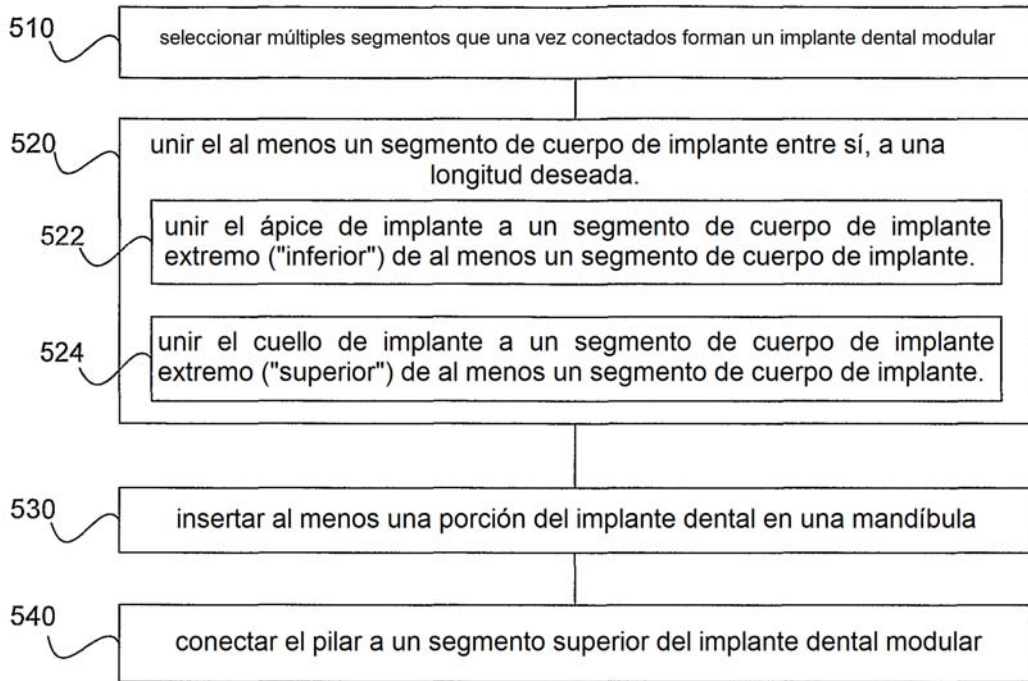 510
seleccionar múltiples segmentos que una vez conectados forman un implante dental modular
520
unir el al menos un segmento de cuerpo de implante entre sí, a una
longitud deseada.
522
unir el ápice de implante a un segmento de cuerpo de implante
extremo ("inferior") de al menos un segmento de cuerpo de implante.
524
unir el cuello de implante a un segmento de cuerpo de implante
extremo ("superior") de al menos un segmento de cuerpo de implante.
530
insertar al menos una porción del implante dental en una mandíbula
540
conectar el pilar a un segmento superior del implante dental modular